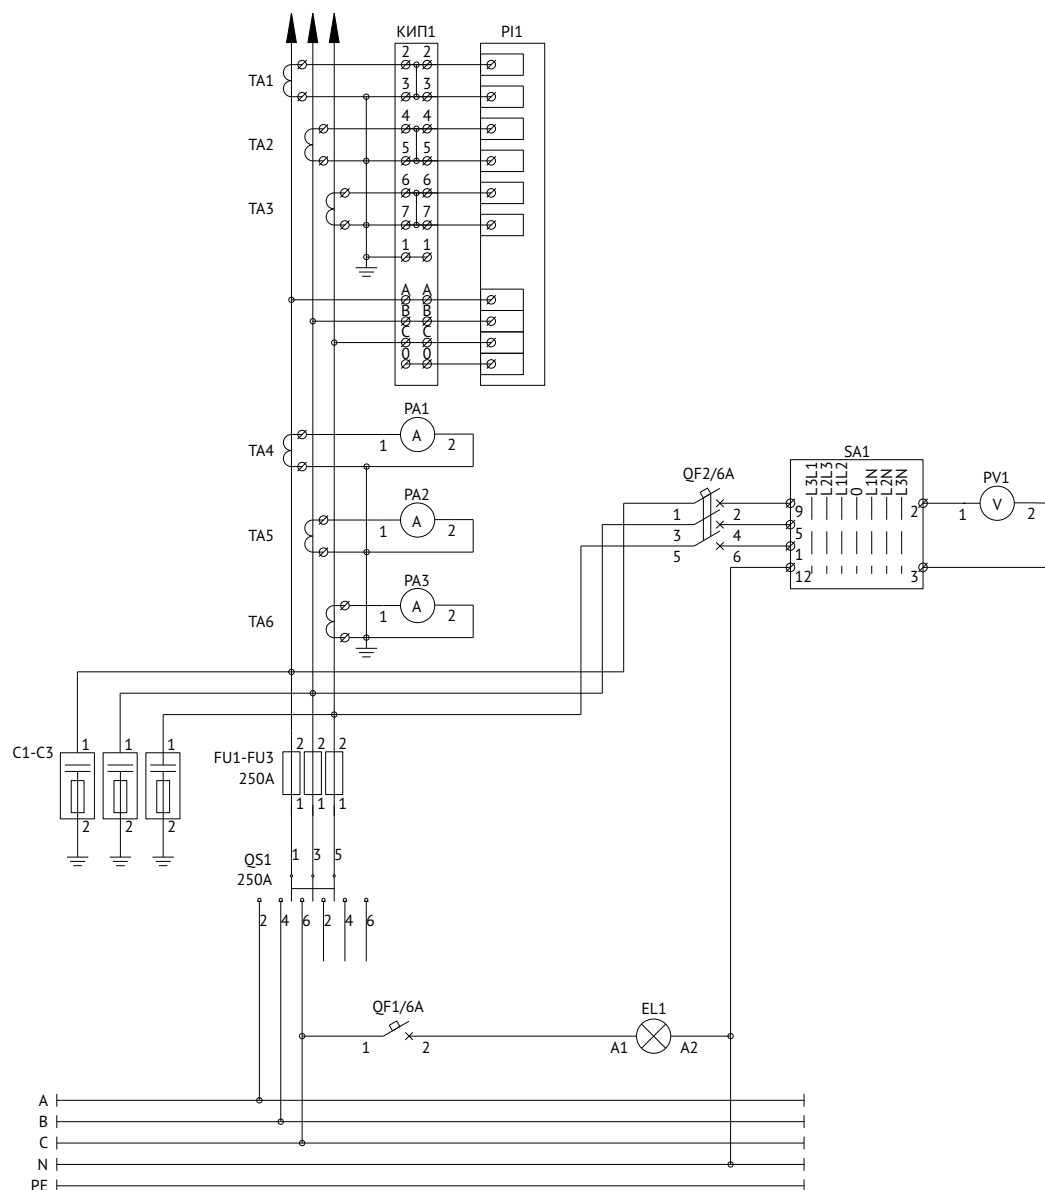 КИП1
PI1
2 2
TA1
3 3
4 4
TA2
5 5
6 6
TA3
7 7
1 1
A A
B B
C C
0 0
PA1
A
1 2
TA4
PA2
A
1 2
TA5
PA3
A
1 2
TA6
QF2/6A
1 2
3 4
5 6
SA1
L3L1
L2L3
L1L2
0
L1N
L2N
L3N
9 2
5
1
12 3
PV1
V
1 2
C1-C3
1 1 1
2 2 2
FU1-FU3
250A
2 2 2
1 1 1
QS1
250A
1 3 5
2 4 6 2 4 6
QF1/6A
1 2
EL1
A1 A2
A
B
C
N
PE